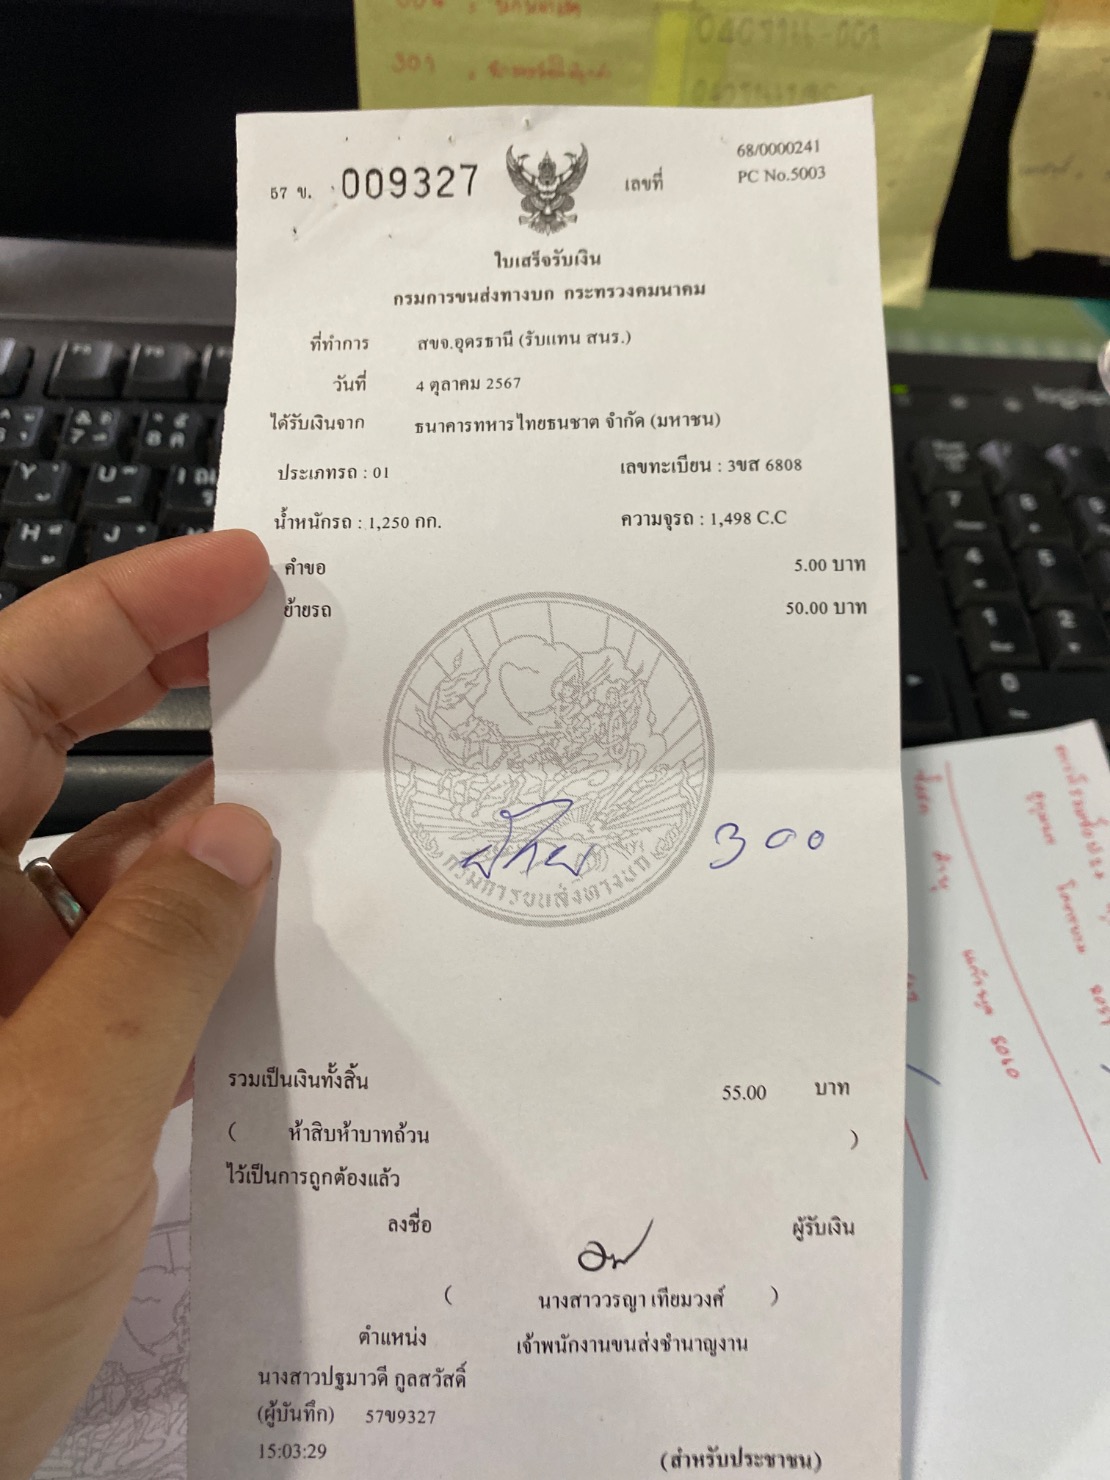 301
57 ข. 009327
เลขที่
68/0000241
PC No.5003
ใบเสร็จรับเงิน
กรมการขนส่งทางบก กระทรวงคมนาคม
ที่ทำการ สขจ.อุดรธานี (รับแทน สนร.)
วันที่ 4 ตุลาคม 2567
ได้รับเงินจาก ธนาคารทหารไทยธนชาต จำกัด (มหาชน)
ประเภทรถ : 01 เลขทะเบียน : 3ขส 6808
น้ำหนักรถ : 1,250 กก. ความจุรถ : 1,498 C.C
คำขอ 5.00 บาท
ย้ายรถ 50.00 บาท
300
กรมการขนส่งทางบก
รวมเป็นเงินทั้งสิ้น 55.00 บาท
( ห้าสิบห้าบาทถ้วน )
ไว้เป็นการถูกต้องแล้ว
ลงชื่อ ผู้รับเงิน
( นางสาววรญา เทียมวงศ์ )
ตำแหน่ง เจ้าพนักงานขนส่งชำนาญงาน
นางสาวปฐมาวดี กูลสวัสดิ์
(ผู้บันทึก) 57ข9327
15:03:29
(สำหรับประชาชน)